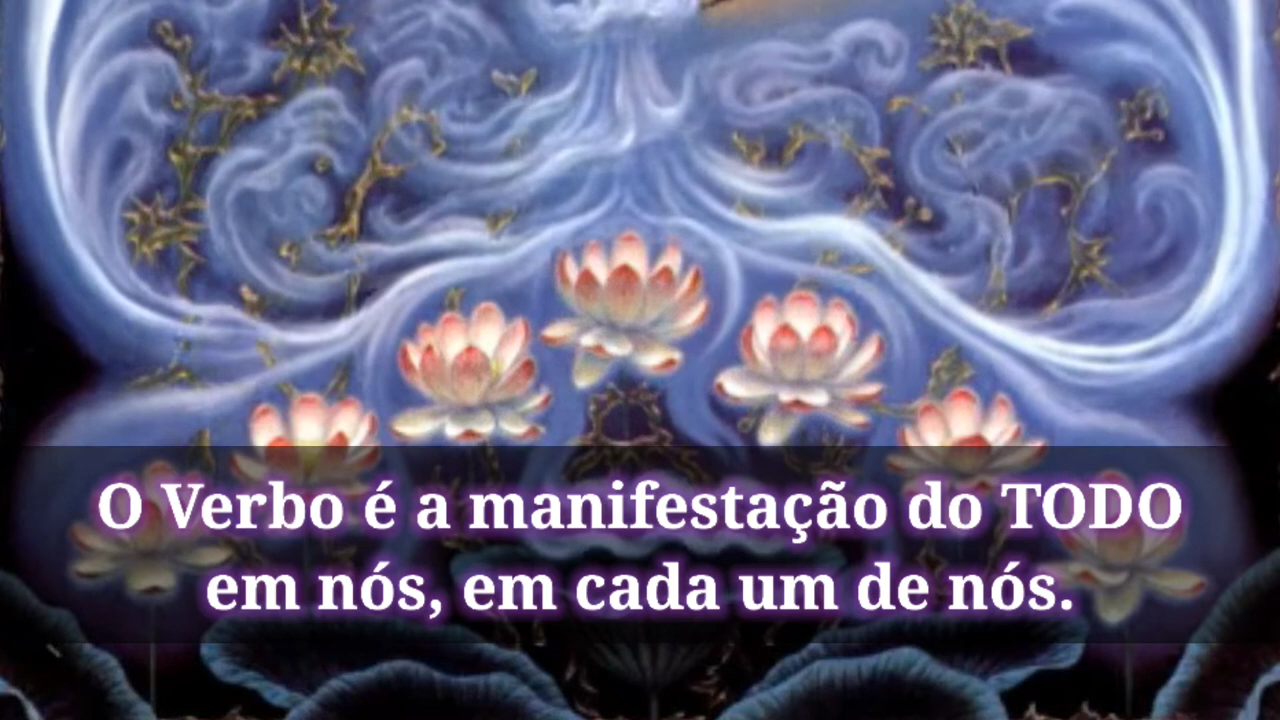 O Verbo é a manifestação do TODO
em nós, em cada um de nós.